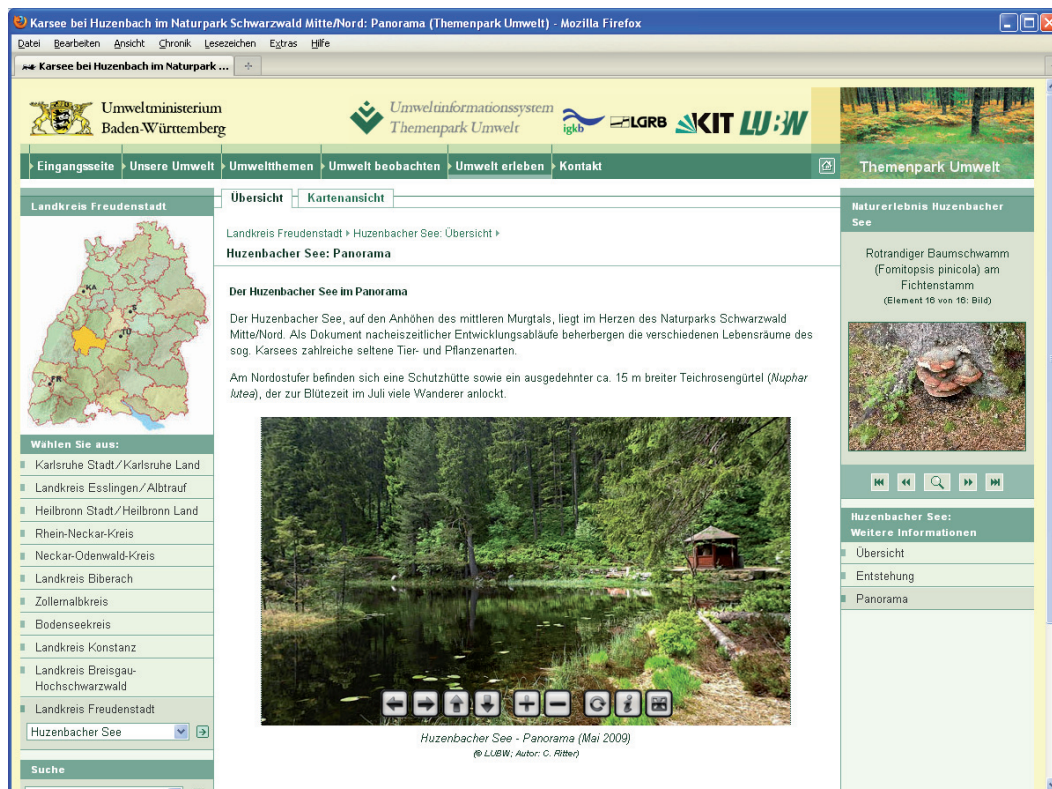 Karsee bei Huzenbach im Naturpark Schwarzwald Mitte/Nord: Panorama (Themenpark Umwelt) - Mozilla Firefox
Datei Bearbeiten Ansicht Chronik Lesezeichen Extras Hilfe
Karsee bei Huzenbach im Naturpark ...
Umweltministerium
Baden-Württemberg
Umweltinformationssystem
Themenpark Umwelt
igkb
LGRB
KIT
LUBW
Eingangsseite
Unsere Umwelt
Umweltthemen
Umwelt beobachten
Umwelt erleben
Kontakt
Themenpark Umwelt
Landkreis Freudenstadt
KA
S
TÜ
FR
Wählen Sie aus:
Karlsruhe Stadt/Karlsruhe Land
Landkreis Esslingen/Albtrauf
Heilbronn Stadt/Heilbronn Land
Rhein-Neckar-Kreis
Neckar-Odenwald-Kreis
Landkreis Biberach
Zollernalbkreis
Bodenseekreis
Landkreis Konstanz
Landkreis Breisgau-
Hochschwarzwald
Landkreis Freudenstadt
Huzenbacher See
Suche
Übersicht
Kartenansicht
Landkreis Freudenstadt Huzenbacher See: Übersicht
Huzenbacher See: Panorama
Der Huzenbacher See im Panorama
Der Huzenbacher See, auf den Anhöhen des mittleren Murgtals, liegt im Herzen des Naturparks Schwarzwald
Mitte/Nord. Als Dokument nacheiszeitlicher Entwicklungsabläufe beherbergen die verschiedenen Lebensräume des
sog. Karsees zahlreiche seltene Tier- und Pflanzenarten.
Am Nordostufer befinden sich eine Schutzhütte sowie ein ausgedehnter ca. 15 m breiter Teichrosengürtel (Nuphar
lutea), der zur Blütezeit im Juli viele Wanderer anlockt.
Huzenbacher See - Panorama (Mai 2009)
(© LUBW; Autor: C. Ritter)
Naturerlebnis Huzenbacher
See
Rotrandiger Baumschwamm
(Fomitopsis pinicola) am
Fichtenstamm
(Element 16 von 16: Bild)
Huzenbacher See:
Weitere Informationen
Übersicht
Entstehung
Panorama